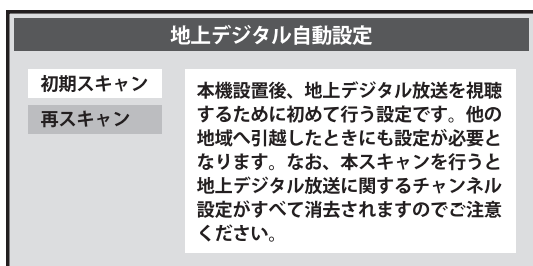 地上デジタル自動設定
初期スキャン
再スキャン
本機設置後、地上デジタル放送を視聴
するために初めて行う設定です。他の
地域へ引越したときにも設定が必要と
なります。なお、本スキャンを行うと
地上デジタル放送に関するチャンネル
設定がすべて消去されますのでご注意
ください。